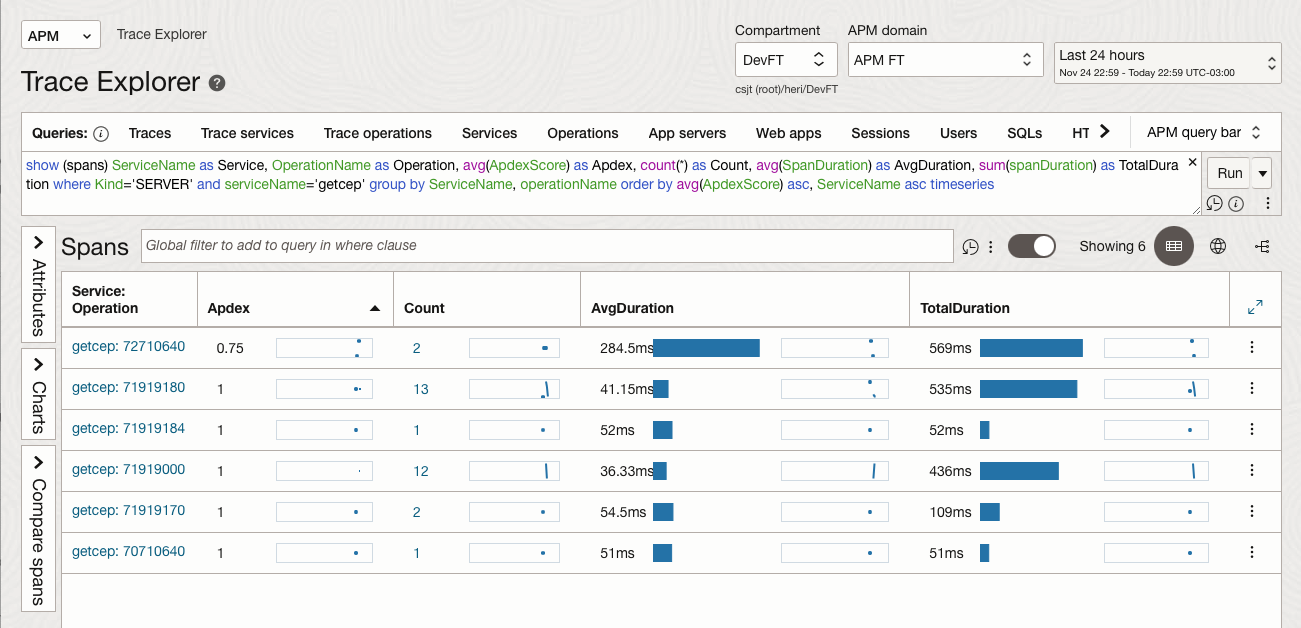 APM
Trace Explorer
Compartment
APM domain
DevFT
APM FT
Last 24 hours
Nov 24 22:59 - Today 22:59 UTC-03:00
csjt (root)/heri/DevFT
Trace Explorer ?
Queries: i Traces Trace services Trace operations Services Operations App servers Web apps Sessions Users SQLs HT APM query bar
show (spans) ServiceName as Service, OperationName as Operation, avg(ApdexScore) as Apdex, count(*) as Count, avg(SpanDuration) as AvgDuration, sum(spanDuration) as TotalDura
tion where Kind='SERVER' and serviceName='getcep' group by ServiceName, operationName order by avg(ApdexScore) asc, ServiceName asc timeseries
Run
Attributes
Charts
Compare spans
Spans
Global filter to add to query in where clause
Showing 6
Service:
Operation Apdex Count AvgDuration TotalDuration
getcep: 72710640 0.75 2 284.5ms 569ms
getcep: 71919180 1 13 41.15ms 535ms
getcep: 71919184 1 1 52ms 52ms
getcep: 71919000 1 12 36.33ms 436ms
getcep: 71919170 1 2 54.5ms 109ms
getcep: 70710640 1 1 51ms 51ms